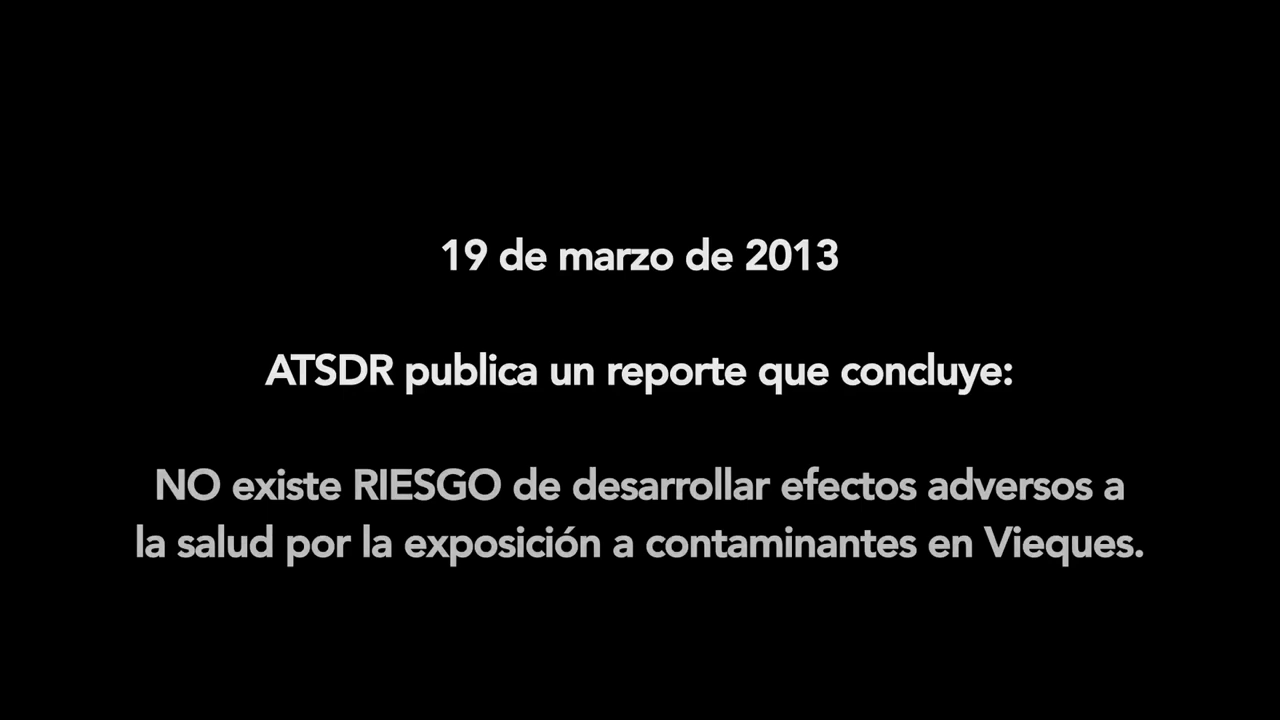 19 de marzo de 2013
ATSDR publica un reporte que concluye:
NO existe RIESGO de desarrollar efectos adversos a
la salud por la exposición a contaminantes en Vieques.